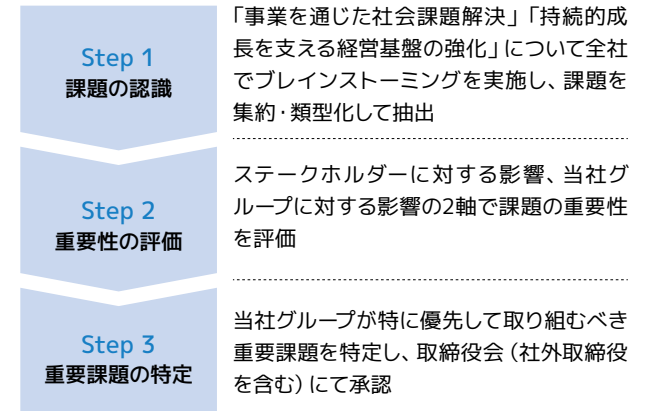 Step 1
課題の認識
「事業を通じた社会課題解決」「持続的成
長を支える経営基盤の強化」について全社
でブレインストーミングを実施し、課題を
集約・類型化して抽出
Step 2
重要性の評価
ステークホルダーに対する影響、当社グ
ループに対する影響の2軸で課題の重要性
を評価
Step 3
重要課題の特定
当社グループが特に優先して取り組むべき
重要課題を特定し、取締役会（社外取締役
を含む）にて承認